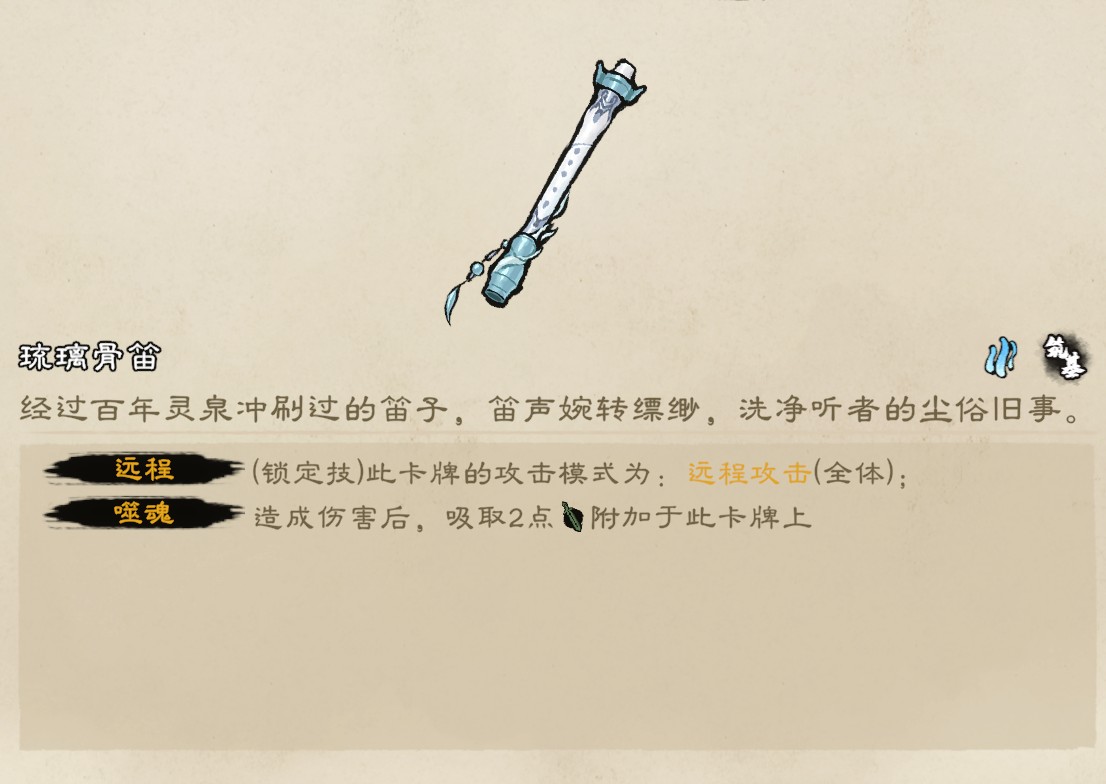 琉璃骨笛 筑基
经过百年灵泉冲刷过的笛子，笛声婉转缥缈，洗净听者的尘俗旧事。
远程 (锁定技)此卡牌的攻击模式为：远程攻击(全体)；
噬魂 造成伤害后，吸取2点附加于此卡牌上